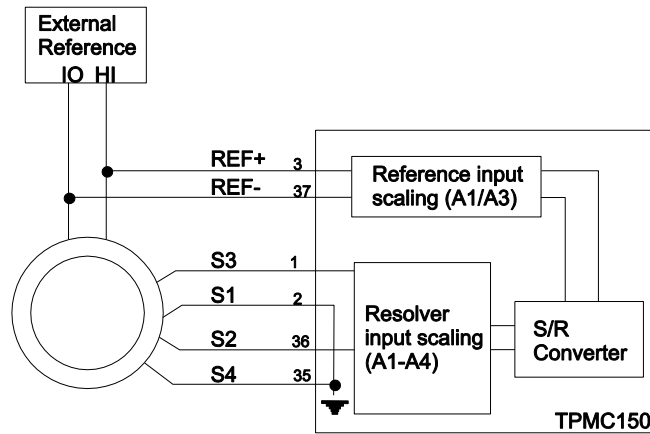 External
Reference
IO HI
REF+ 3
REF- 37
Reference input
scaling (A1/A3)
S3 1
S1 2
S2 36
S4 35
Resolver
input scaling
(A1-A4)
S/R
Converter
TPMC150